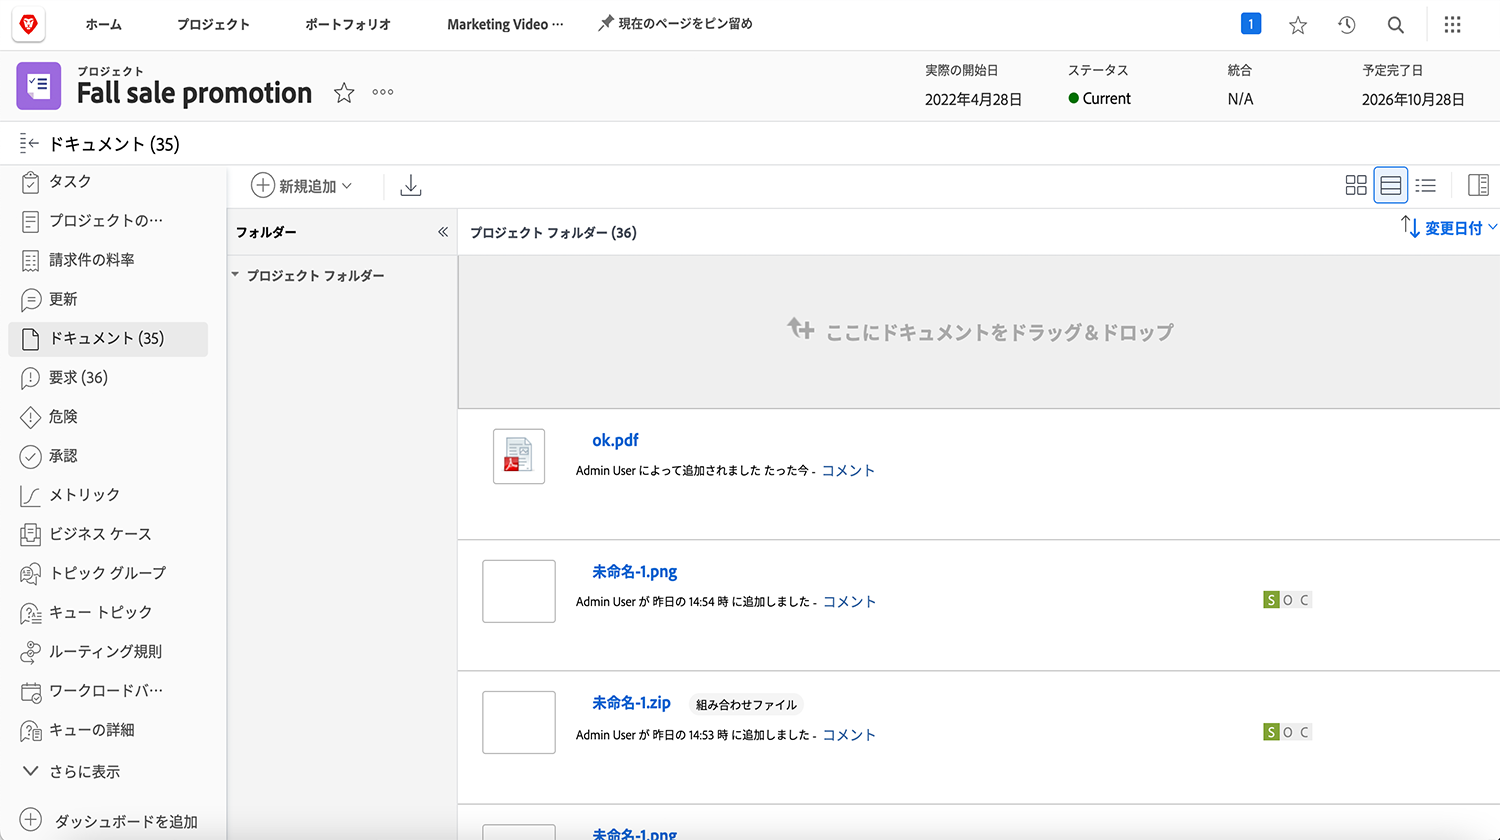 ホーム
プロジェクト
ポートフォリオ
Marketing Video ···
現在のページをピン留め
1
プロジェクト
Fall sale promotion
実際の開始日
2022年4月28日
ステータス
Current
統合
N/A
予定完了日
2026年10月28日
ドキュメント (35)
タスク
プロジェクトの···
請求件の料率
更新
ドキュメント (35)
要求 (36)
危険
承認
メトリック
ビジネス ケース
トピック グループ
キュー トピック
ルーティング規則
ワークロードバ···
キューの詳細
さらに表示
ダッシュボードを追加
新規追加
フォルダー
プロジェクト フォルダー
プロジェクト フォルダー (36)
変更日付
ここにドキュメントをドラッグ＆ドロップ
ok.pdf
Admin User によって追加されました たった今 - コメント
未命名-1.png
Admin User が 昨日の 14:54 時 に追加しました - コメント
S O C
未命名-1.zip
組み合わせファイル
Admin User が 昨日の 14:53 時 に追加しました - コメント
S O C
未命名-1.png